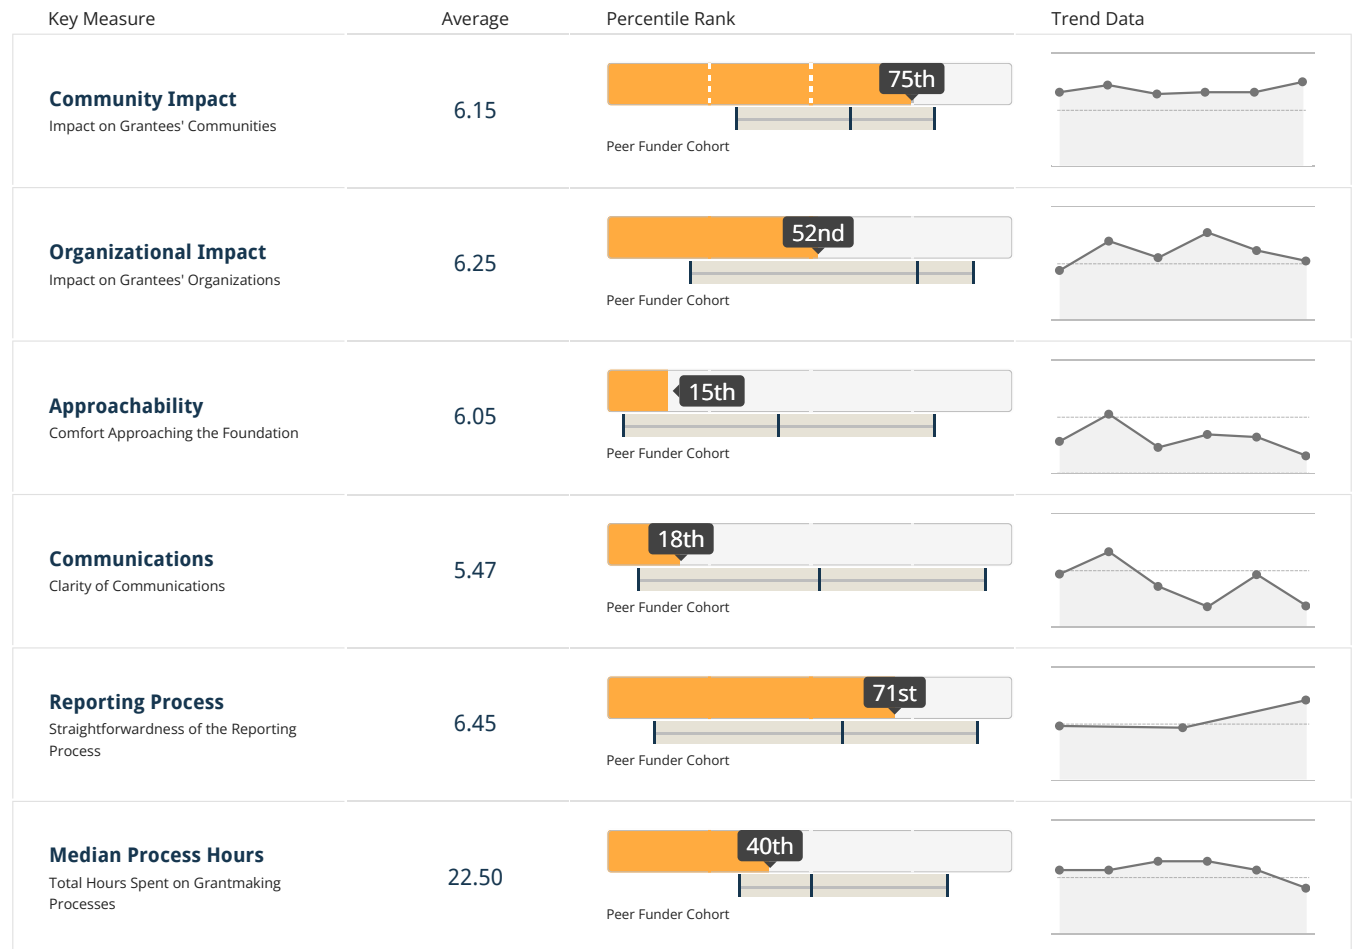 Key Measure Average Percentile Rank Trend Data
Community Impact
Impact on Grantees' Communities
6.15
75th
Peer Funder Cohort
Organizational Impact
Impact on Grantees' Organizations
6.25
52nd
Peer Funder Cohort
Approachability
Comfort Approaching the Foundation
6.05
15th
Peer Funder Cohort
Communications
Clarity of Communications
5.47
18th
Peer Funder Cohort
Reporting Process
Straightforwardness of the Reporting
Process
6.45
71st
Peer Funder Cohort
Median Process Hours
Total Hours Spent on Grantmaking
Processes
22.50
40th
Peer Funder Cohort